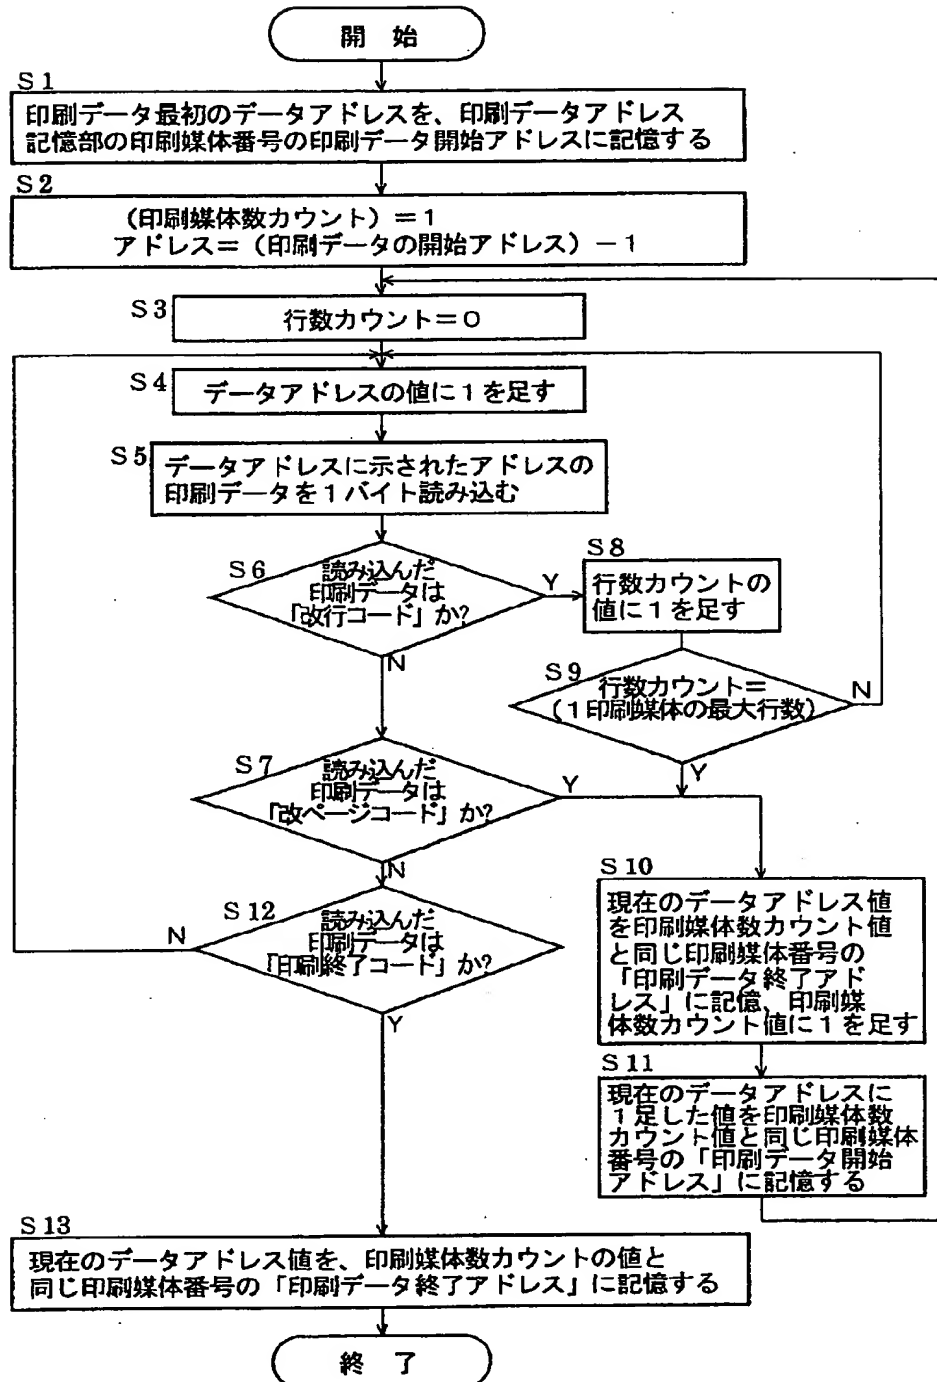 開 始
S1
印刷データ最初のデータアドレスを、印刷データアドレス
記憶部の印刷媒体番号の印刷データ開始アドレスに記憶する
S2
(印刷媒体数カウント)=1
アドレス=(印刷データの開始アドレス)-1
S3
行数カウント=0
S4
データアドレスの値に1を足す
S5
データアドレスに示されたアドレスの
印刷データを1バイト読み込む
S6
読み込んだ
印刷データは
「改行コード」か?
Y
N
S8
行数カウントの
値に1を足す
S9
行数カウント=
(1印刷媒体の最大行数)
N
Y
S7
読み込んだ
印刷データは
「改ページコード」か?
Y
N
S10
現在のデータアドレス値
を印刷媒体数カウント値
と同じ印刷媒体番号の
「印刷データ終了アド
レス」に記憶、印刷媒
体数カウント値に1を足す
S11
現在のデータアドレスに
1足した値を印刷媒体数
カウント値と同じ印刷媒体
番号の「印刷データ開始
アドレス」に記憶する
S12
読み込んだ
印刷データは
「印刷終了コード」か?
N
Y
S13
現在のデータアドレス値を、印刷媒体数カウントの値と
同じ印刷媒体番号の「印刷データ終了アドレス」に記憶する
終 了